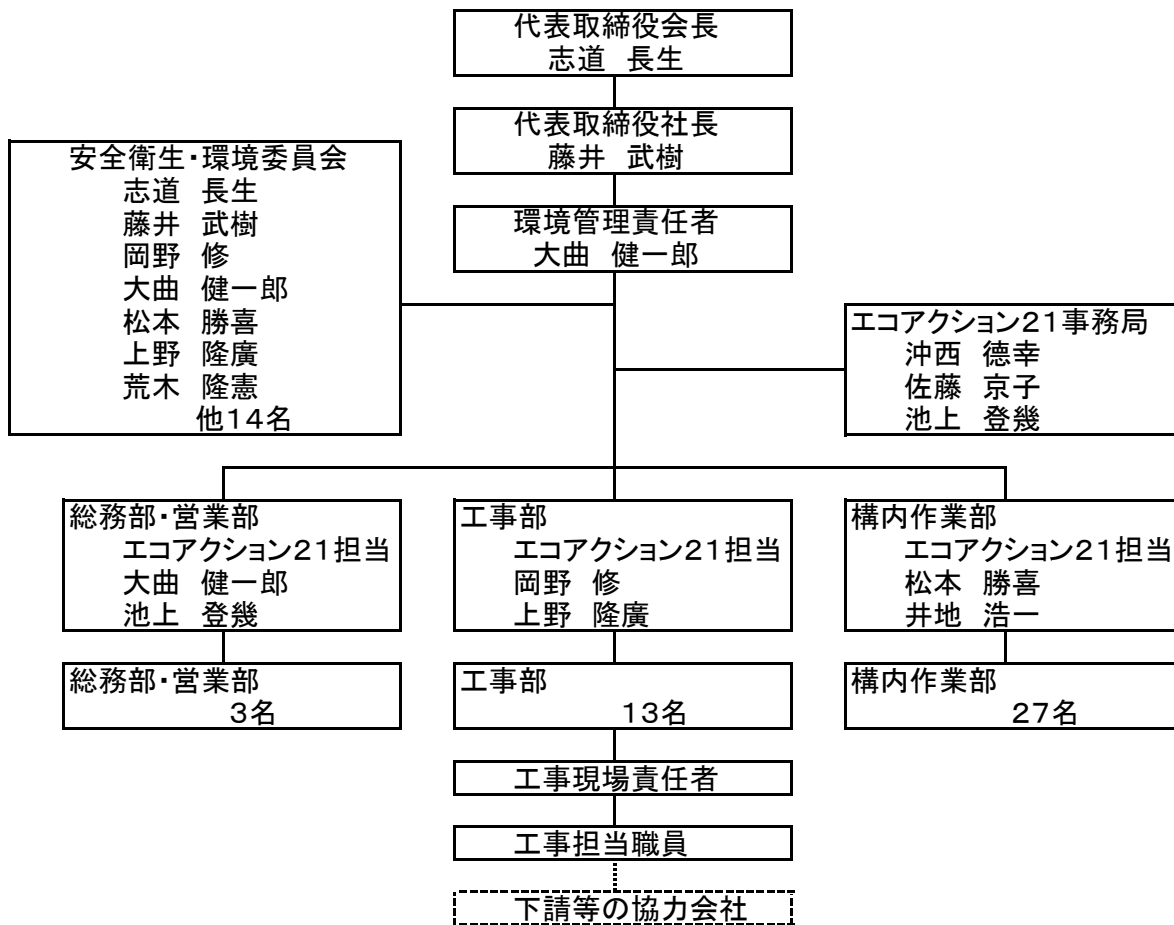 代表取締役会長
志道 長生
代表取締役社長
藤井 武樹
安全衛生・環境委員会
志道 長生
藤井 武樹
岡野 修
大曲 健一郎
松本 勝喜
上野 隆廣
荒木 隆憲
他14名
環境管理責任者
大曲 健一郎
エコアクション21事務局
沖西 德幸
佐藤 京子
池上 登幾
総務部・営業部
エコアクション21担当
大曲 健一郎
池上 登幾
工事部
エコアクション21担当
岡野 修
上野 隆廣
構内作業部
エコアクション21担当
松本 勝喜
井地 浩一
総務部・営業部
3名
工事部
13名
構内作業部
27名
工事現場責任者
工事担当職員
下請等の協力会社